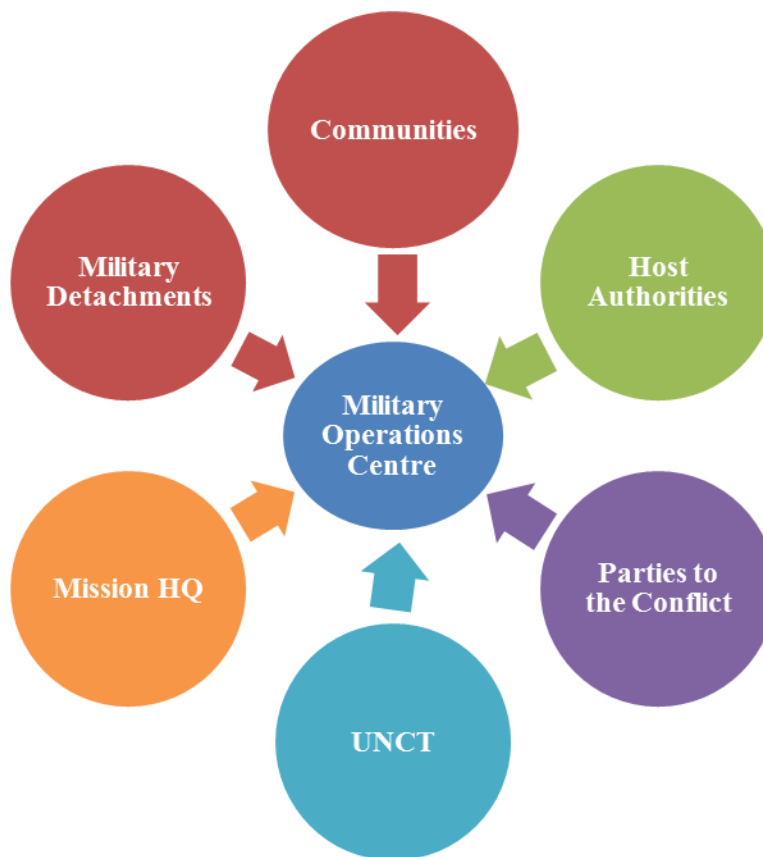 Communities
Military
Detachments
Host
Authorities
Military
Operations
Centre
Mission HQ
Parties to
the Conflict
UNCT